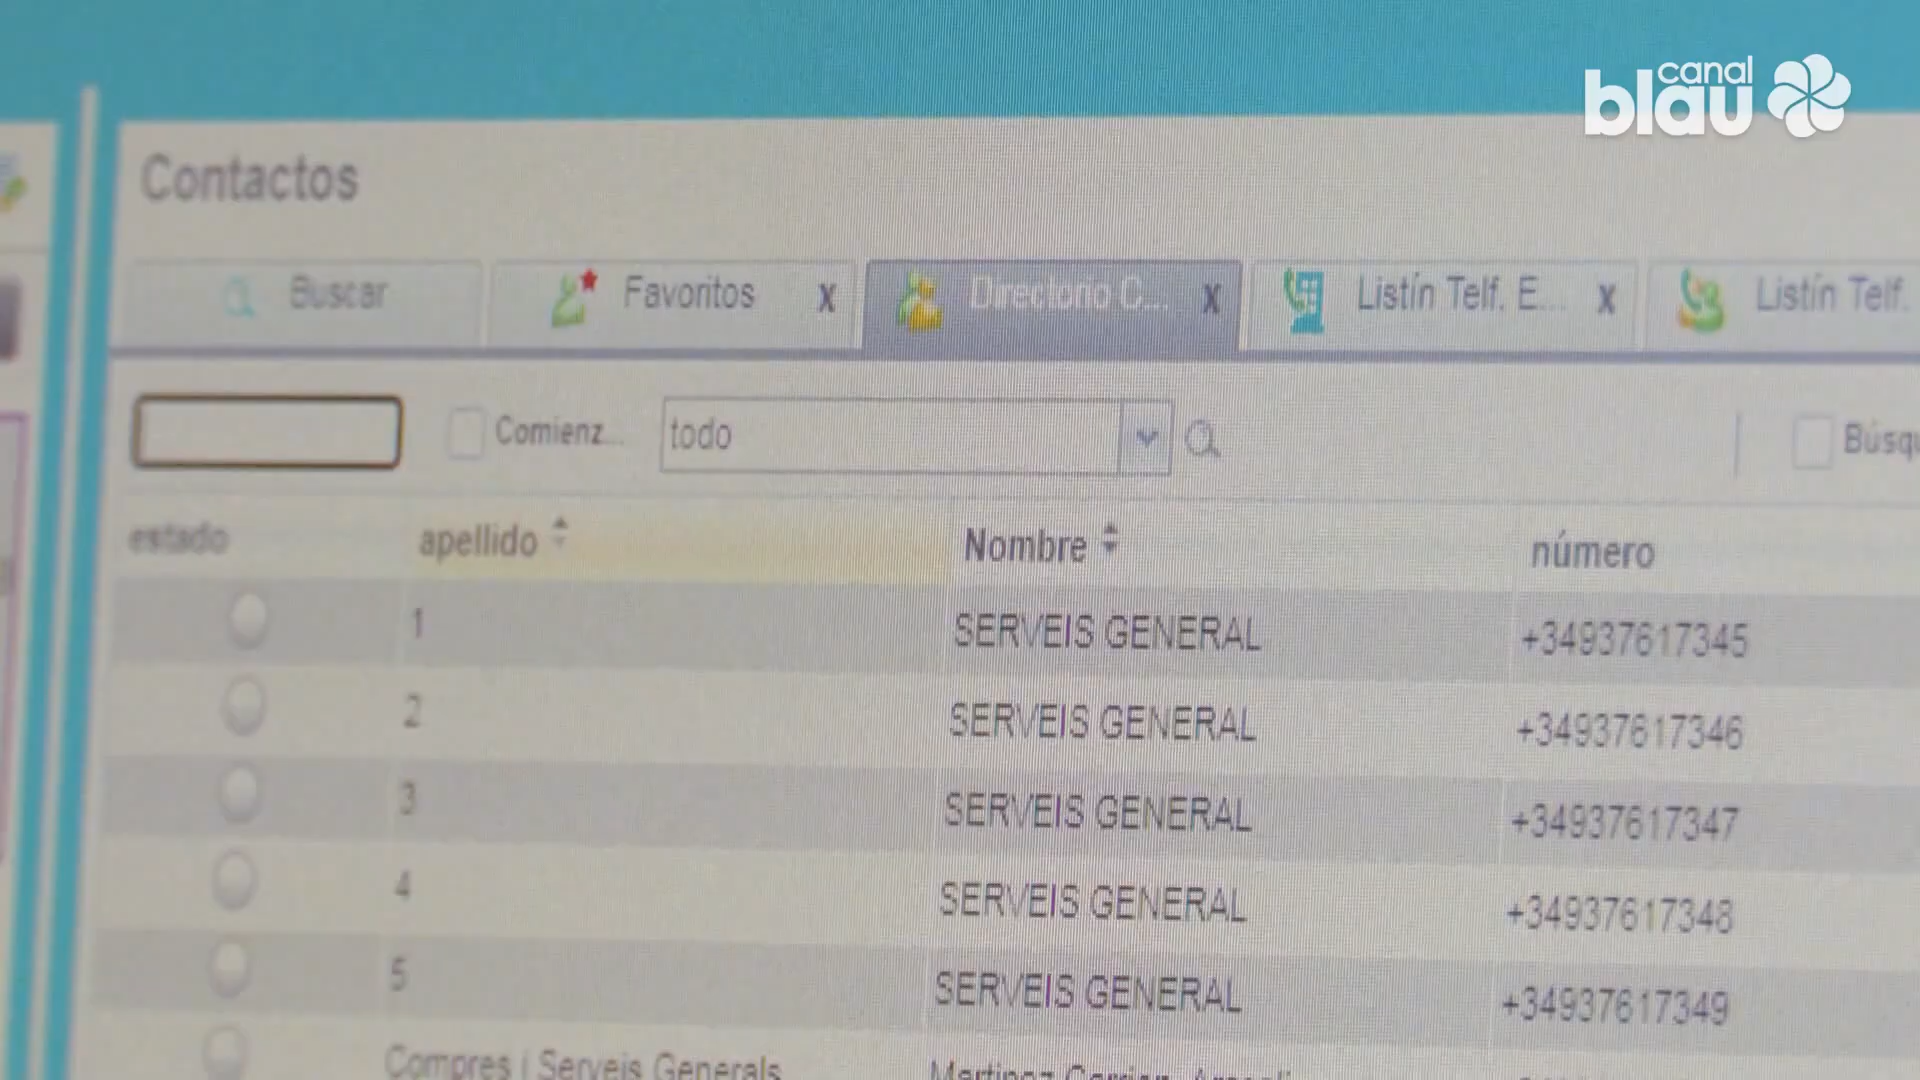 canal
blau
Contactos
Buscar
Favoritos x
Directorio C... x
Listín Telf. E... x
Listín Telf.
Comienz...
todo
Búsqu
estado apellido Nombre número
1 SERVEIS GENERAL +34937617345
2 SERVEIS GENERAL +34937617346
3 SERVEIS GENERAL +34937617347
4 SERVEIS GENERAL +34937617348
5 SERVEIS GENERAL +34937617349
Compres i Serveis Generals